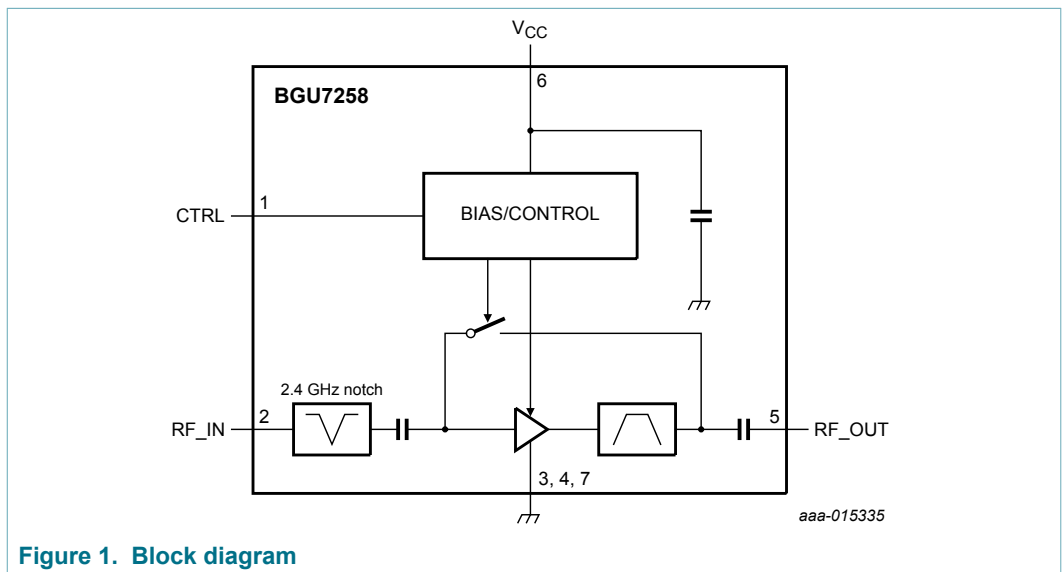 VCC
6
BGU7258
1
CTRL
BIAS/CONTROL
2.4 GHz notch
2
RF_IN
5
RF_OUT
3, 4, 7
aaa-015335
Figure 1. Block diagram